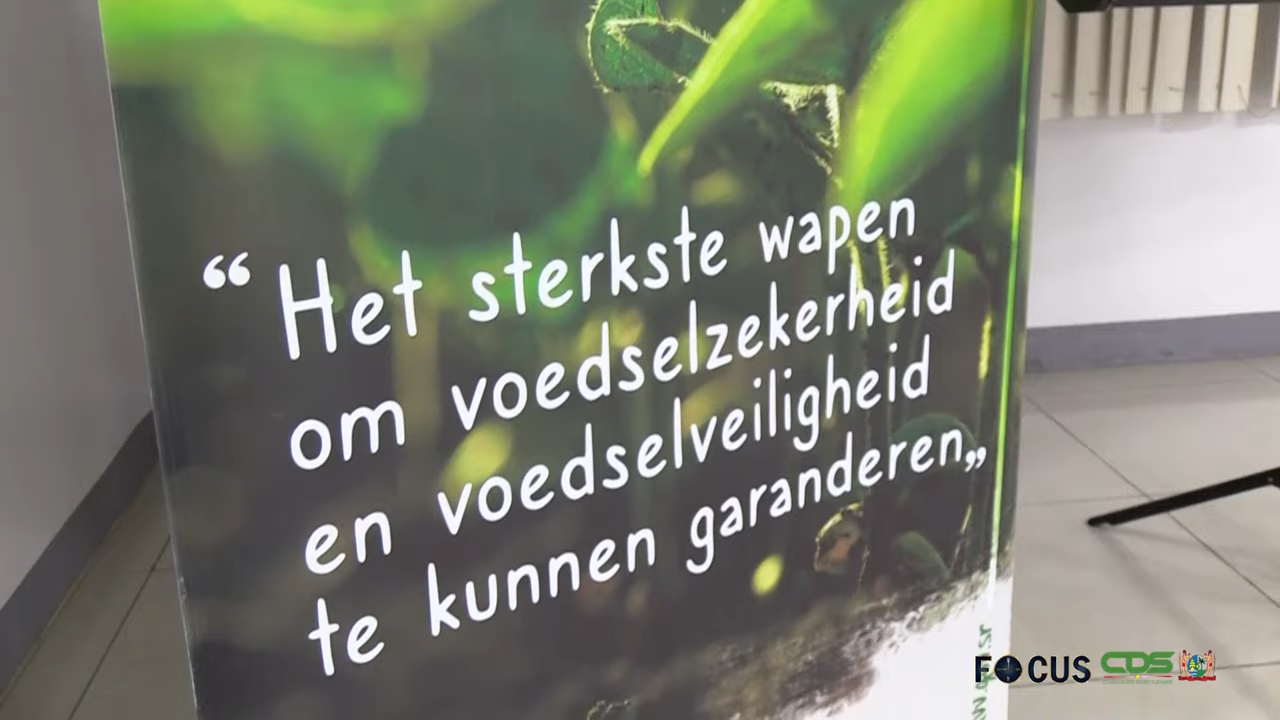 “Het sterkste wapen
om voedselzekerheid
en voedselveiligheid
te kunnen garanderen„
FOCUS CDS